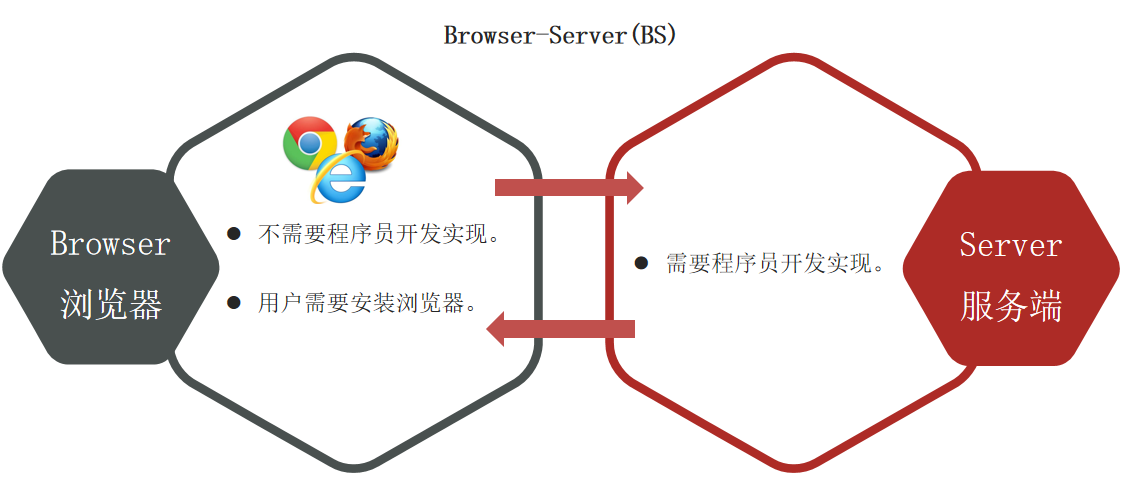 Browser-Server(BS)
Browser
浏览器
不需要程序员开发实现。
用户需要安装浏览器。
需要程序员开发实现。
Server
服务端